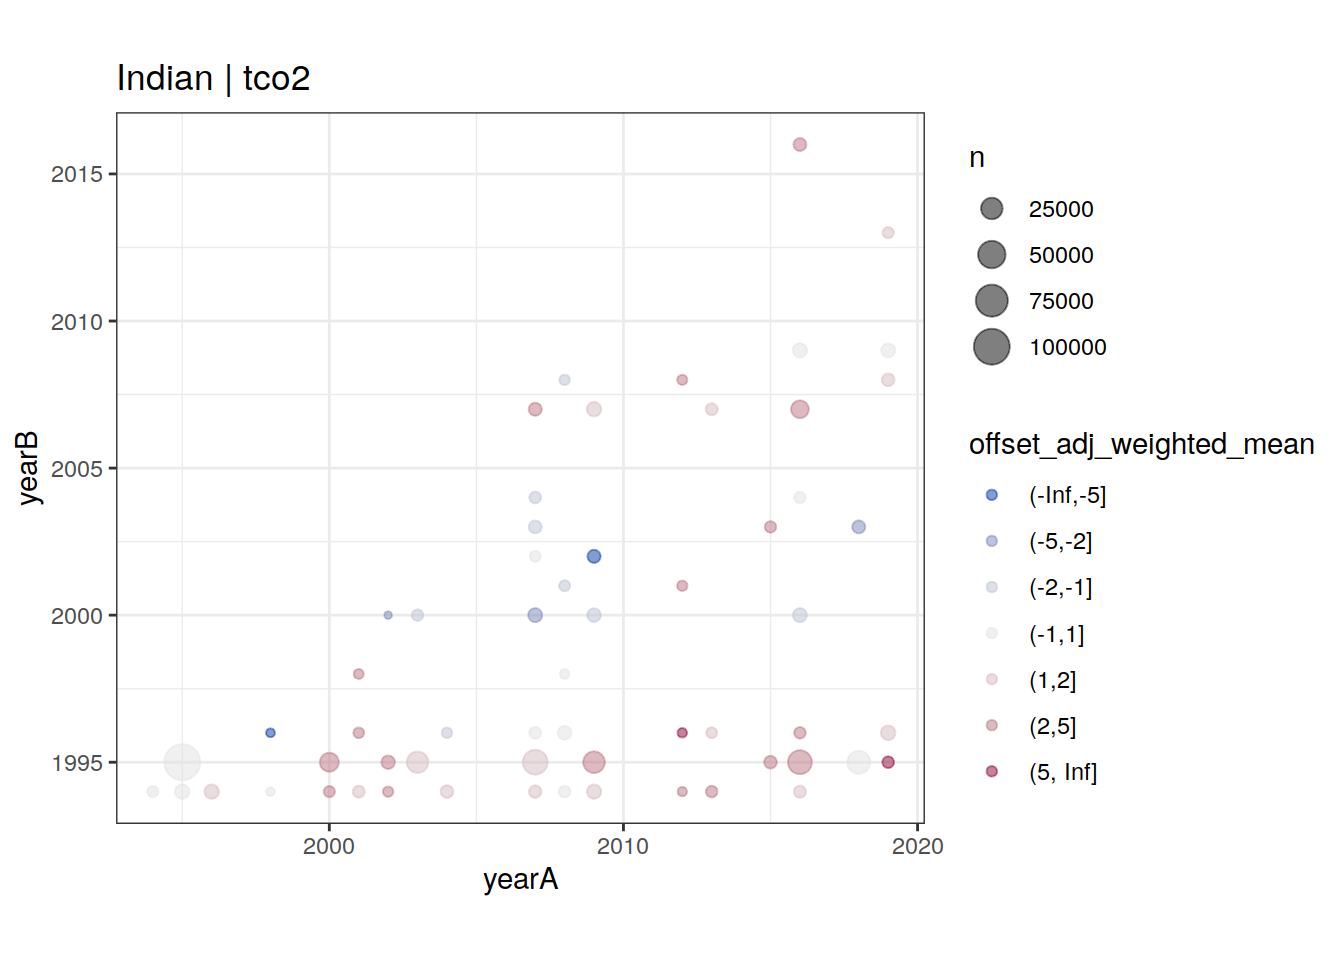 Indian | tco2
2015
2010
2005
2000
1995
yearB
2000
2010
2020
yearA
n
25000
50000
75000
100000
offset_adj_weighted_mean
(-Inf,-5]
(-5,-2]
(-2,-1]
(-1,1]
(1,2]
(2,5]
(5, Inf]